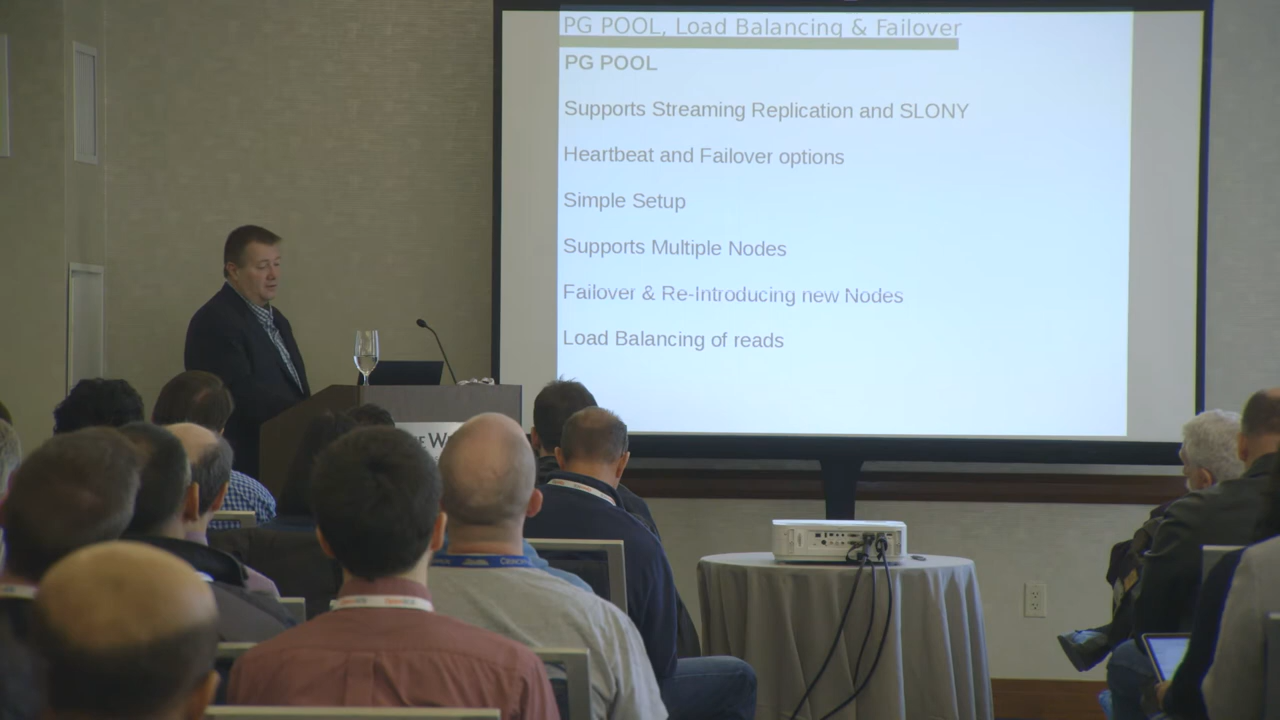 PG POOL, Load Balancing & Failover
PG POOL
Supports Streaming Replication and SLONY
Heartbeat and Failover options
Simple Setup
Supports Multiple Nodes
Failover & Re-Introducing new Nodes
Load Balancing of reads